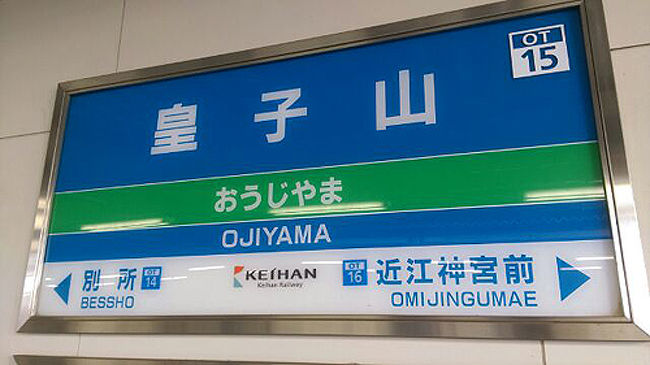 OT
15
皇子山
おうじやま
OJIYAMA
別所 OT 14
BESSHO
KEIHAN
Keihan Railway
OT 16 近江神宮前
OMIJINGUMAE